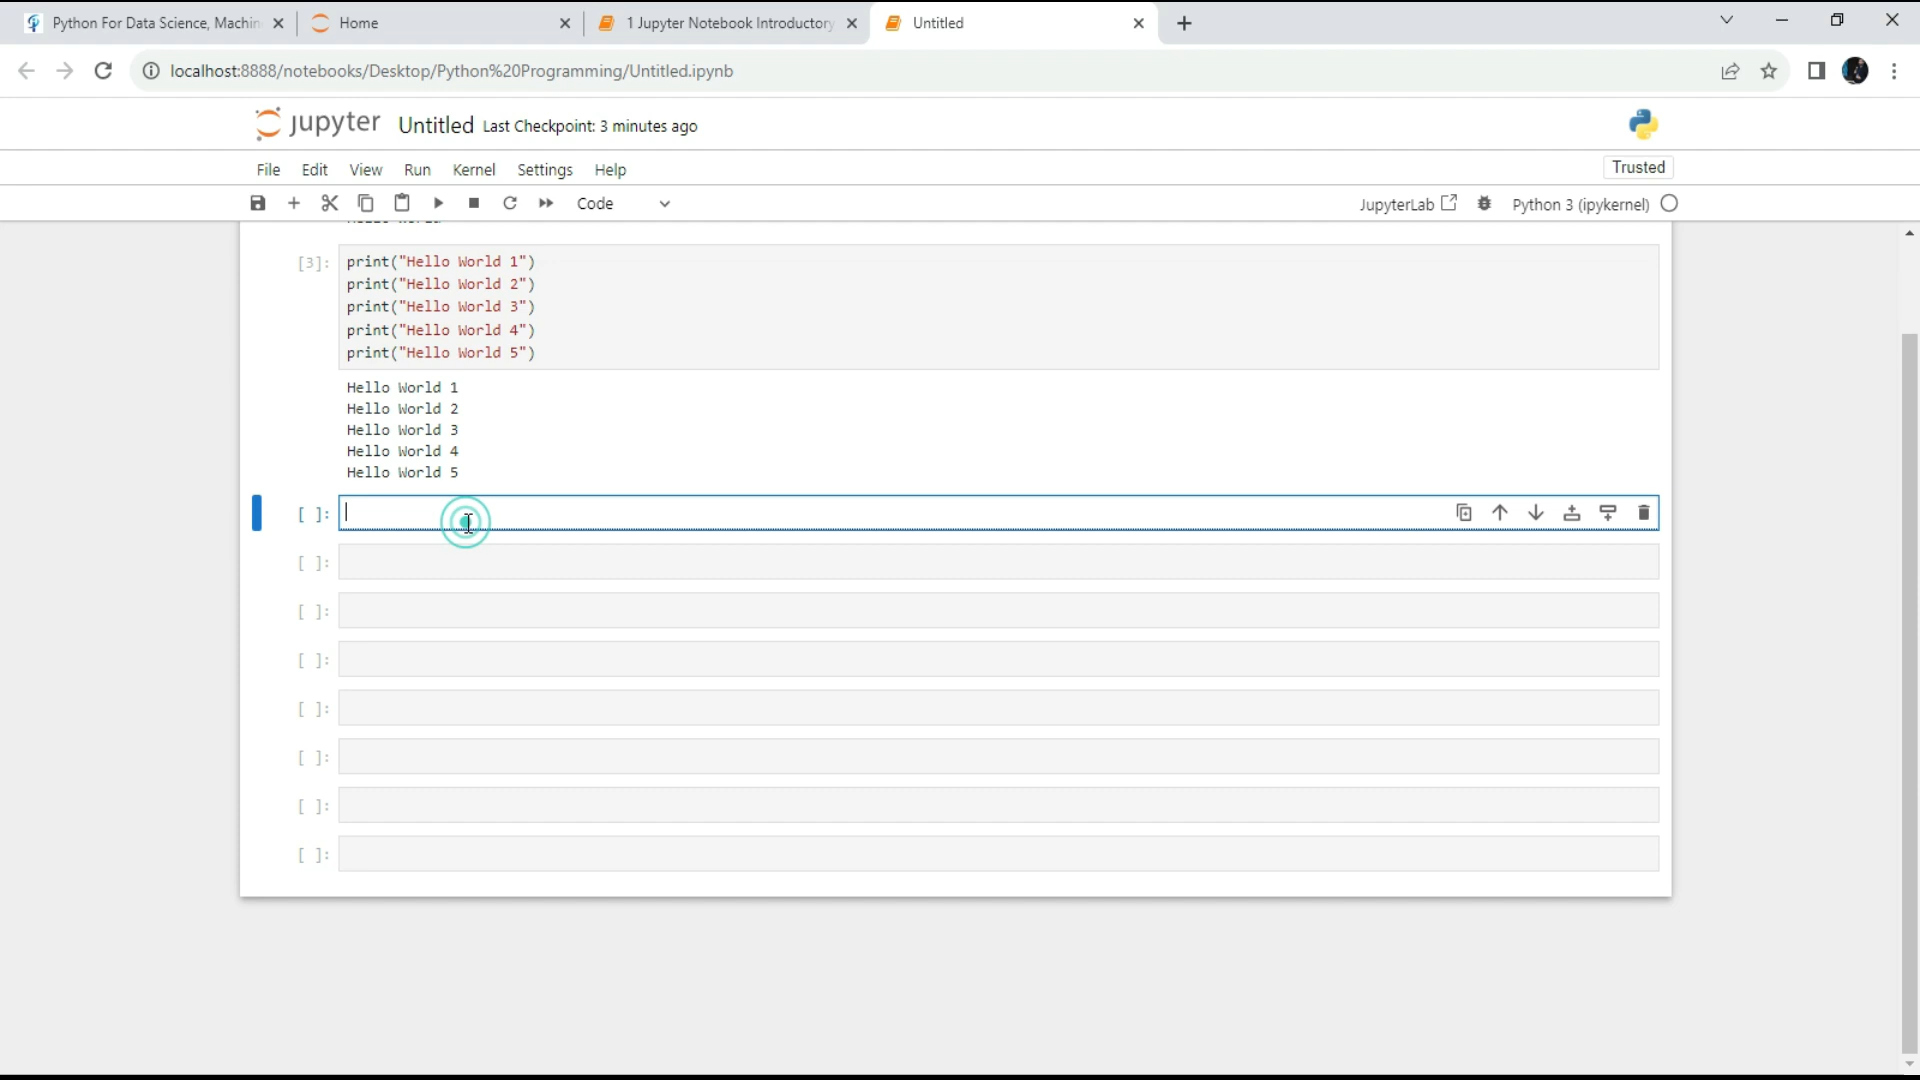 Python For Data Science, Machin
Home
1 Jupyter Notebook Introductory
Untitled
localhost:8888/notebooks/Desktop/Python%20Programming/Untitled.ipynb
jupyter Untitled Last Checkpoint: 3 minutes ago
File Edit View Run Kernel Settings Help
Trusted
Code
JupyterLab
Python 3 (ipykernel)
[3]: print("Hello World 1")
print("Hello World 2")
print("Hello World 3")
print("Hello World 4")
print("Hello World 5")
Hello World 1
Hello World 2
Hello World 3
Hello World 4
Hello World 5
[ ]:
[ ]:
[ ]:
[ ]:
[ ]:
[ ]:
[ ]:
[ ]: